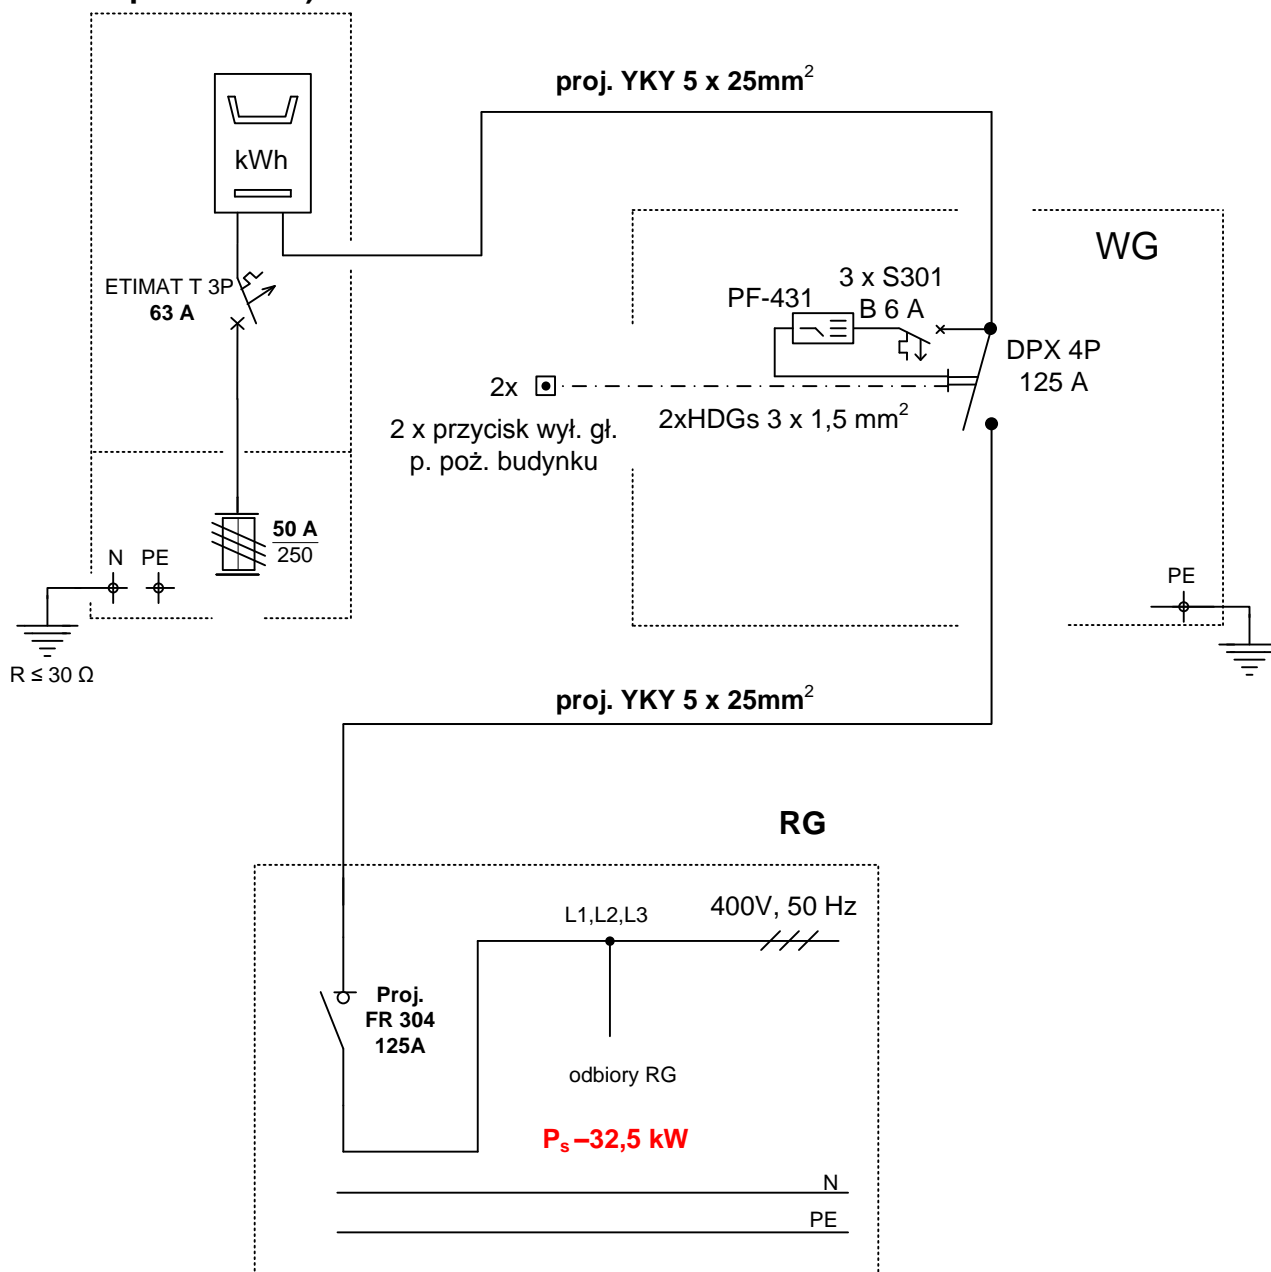 proj. YKY 5 x 25mm²
kWh
WG
ETIMAT T 3P
63 A
3 x S301
B 6 A
PF-431
DPX 4P
125 A
2x
2xHDGs 3 x 1,5 mm²
2 x przycisk wył. gł.
p. poż. budynku
50 A
250
N PE
PE
R ≤ 30 Ω
proj. YKY 5 x 25mm²
RG
L1,L2,L3
400V, 50 Hz
Proj.
FR 304
125A
odbiory RG
Ps –32,5 kW
N
PE